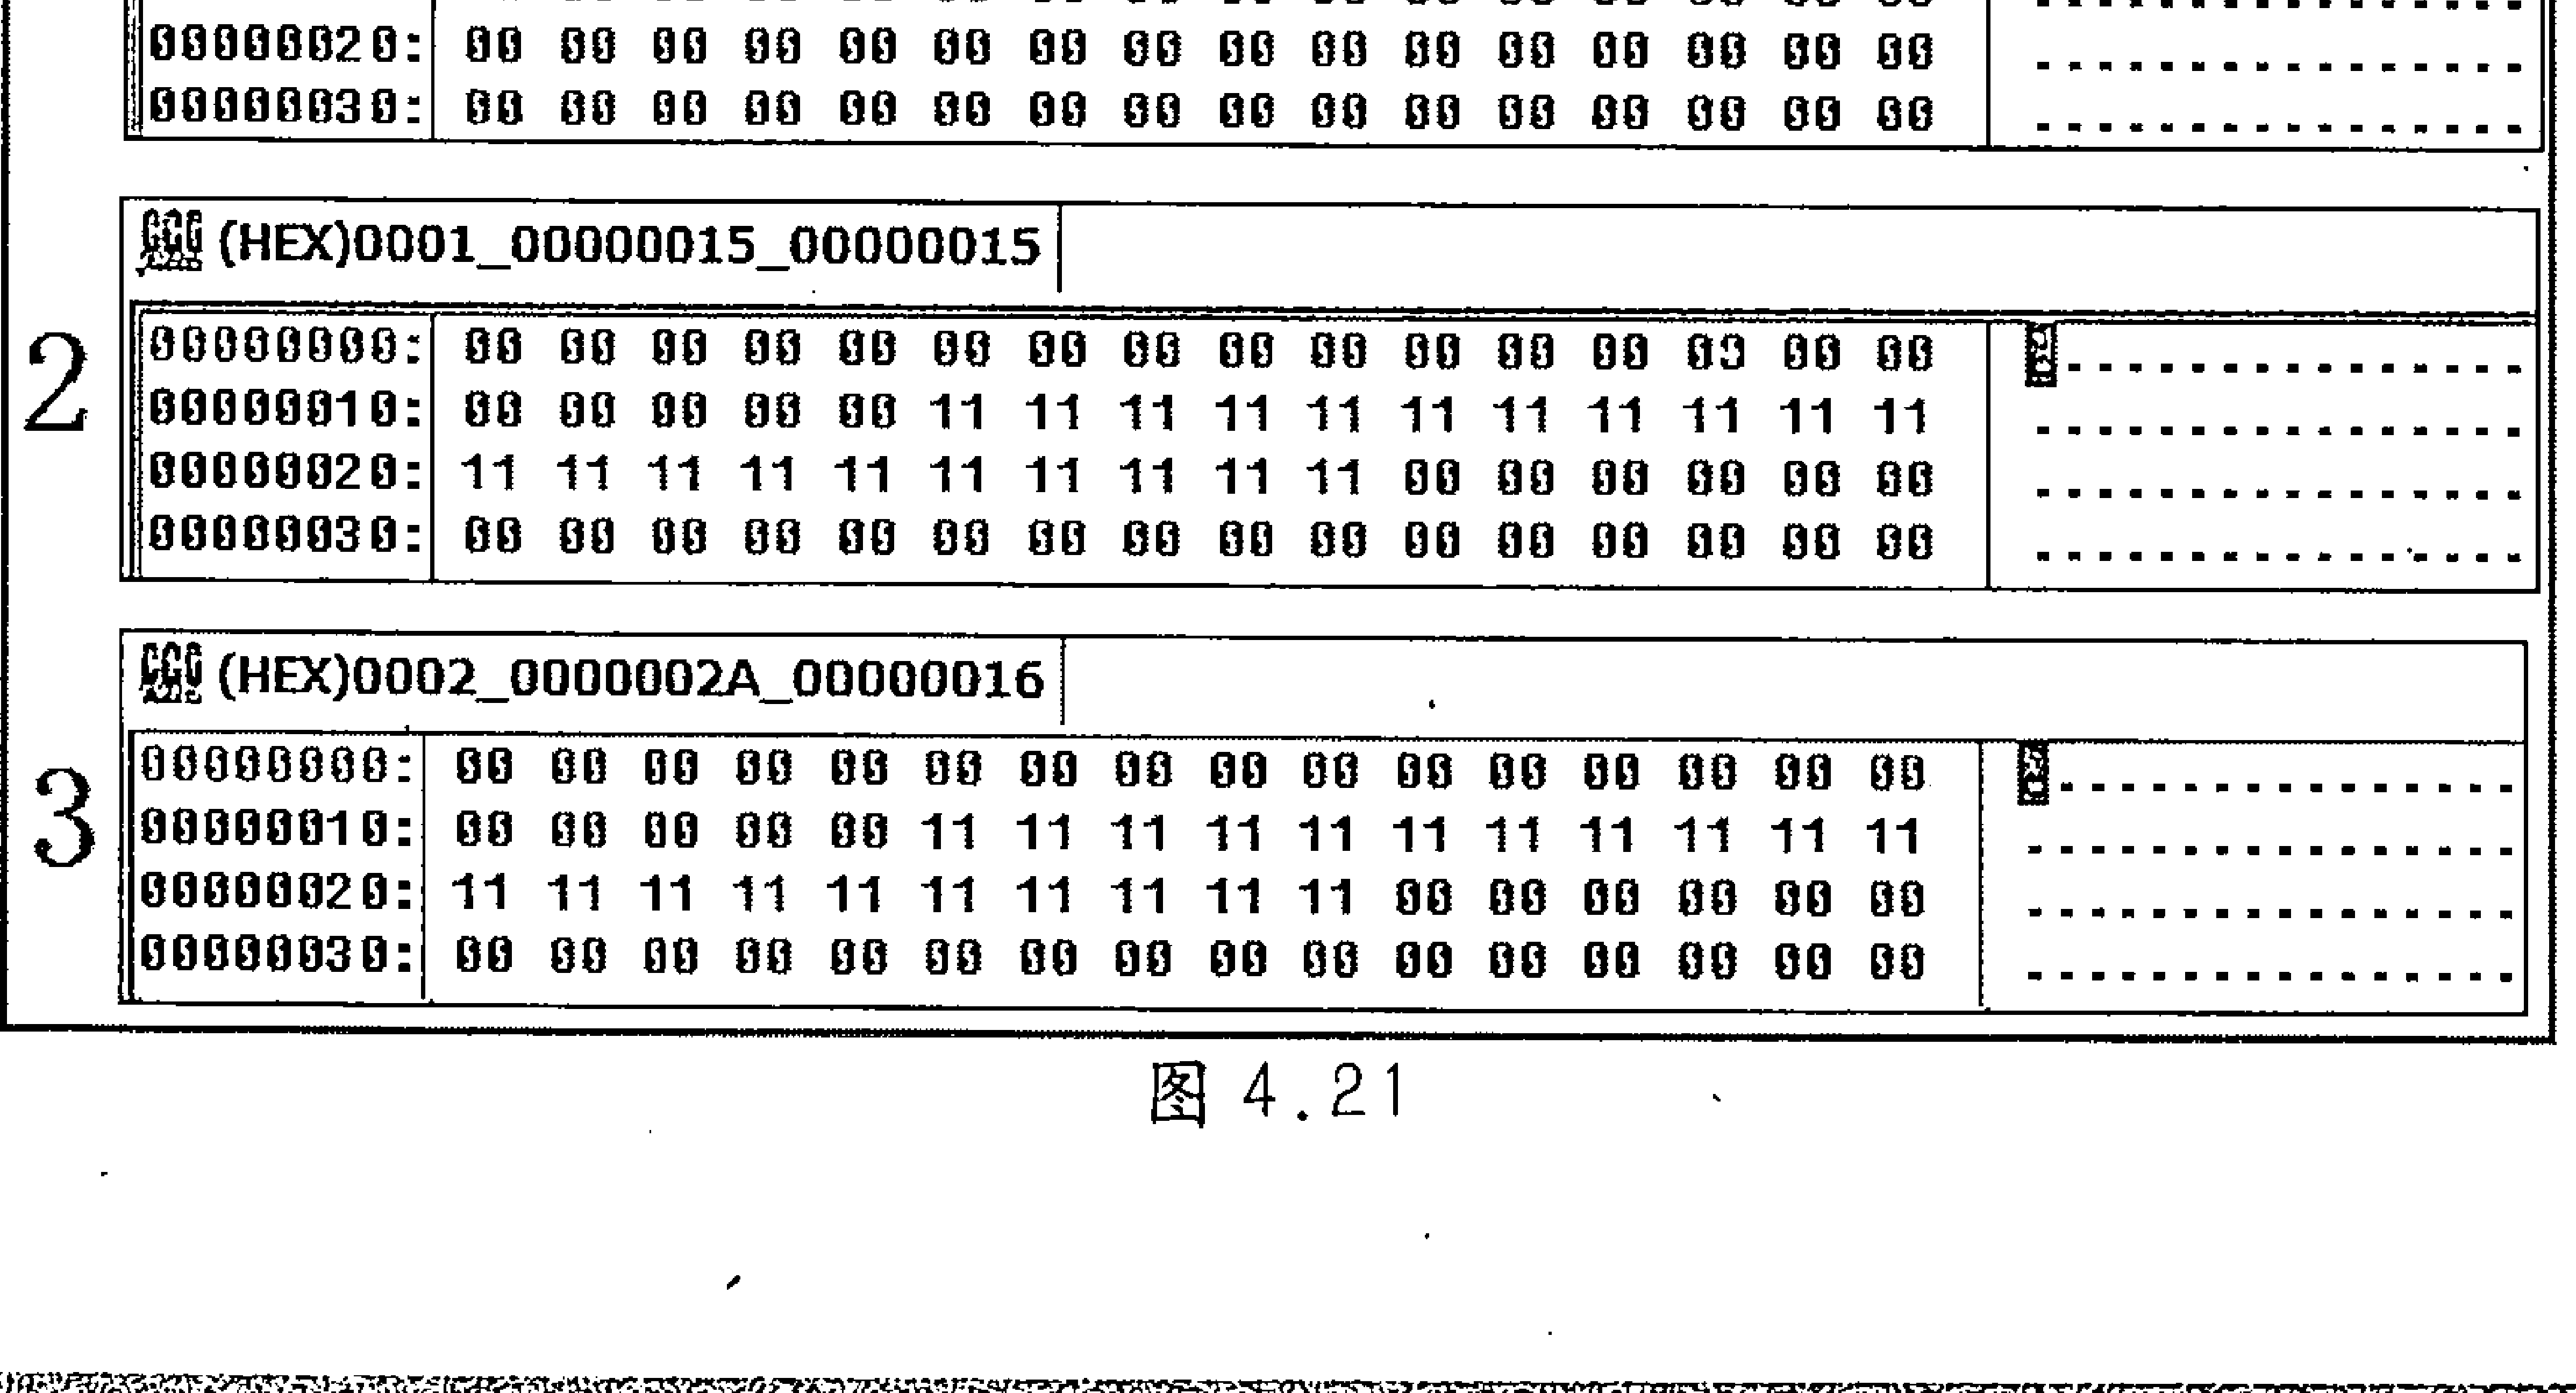 00000020: 00 00 00 00 00 00 00 00 00 00 00 00 00 00 00 00 ................
00000030: 00 00 00 00 00 00 00 00 00 00 00 00 00 00 00 00 ................
(HEX)0001_00000015_00000015
2
00000000: 00 00 00 00 00 00 00 00 00 00 00 00 00 00 00 00 ...............
00000010: 00 00 00 00 00 11 11 11 11 11 11 11 11 11 11 11 ................
00000020: 11 11 11 11 11 11 11 11 11 11 00 00 00 00 00 00 ................
00000030: 00 00 00 00 00 00 00 00 00 00 00 00 00 00 00 00 ................
(HEX)0002_0000002A_00000016
3
00000000: 00 00 00 00 00 00 00 00 00 00 00 00 00 00 00 00 ...............
00000010: 00 00 00 00 00 11 11 11 11 11 11 11 11 11 11 11 ................
00000020: 11 11 11 11 11 11 11 11 11 11 00 00 00 00 00 00 ................
00000030: 00 00 00 00 00 00 00 00 00 00 00 00 00 00 00 00 ................
图 4.21